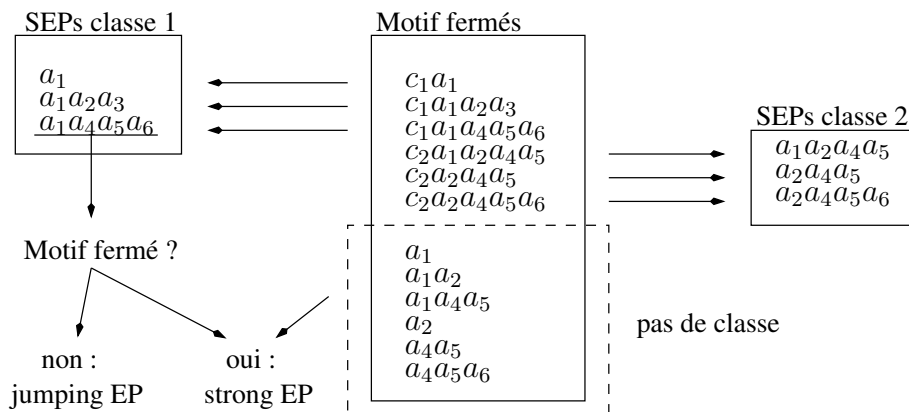 SEPs classe 1
a₁
a₁a₂a₃
a₁a₄a₅a₆
Motif fermé ?
non :
jumping EP
oui :
strong EP
Motif fermés
c₁a₁
c₁a₁a₂a₃
c₁a₁a₄a₅a₆
c₂a₁a₂a₄a₅
c₂a₂a₄a₅
c₂a₂a₄a₅a₆
a₁
a₁a₂
a₁a₄a₅
a₂
a₄a₅
a₄a₅a₆
SEPs classe 2
a₁a₂a₄a₅
a₂a₄a₅
a₂a₄a₅a₆
pas de classe